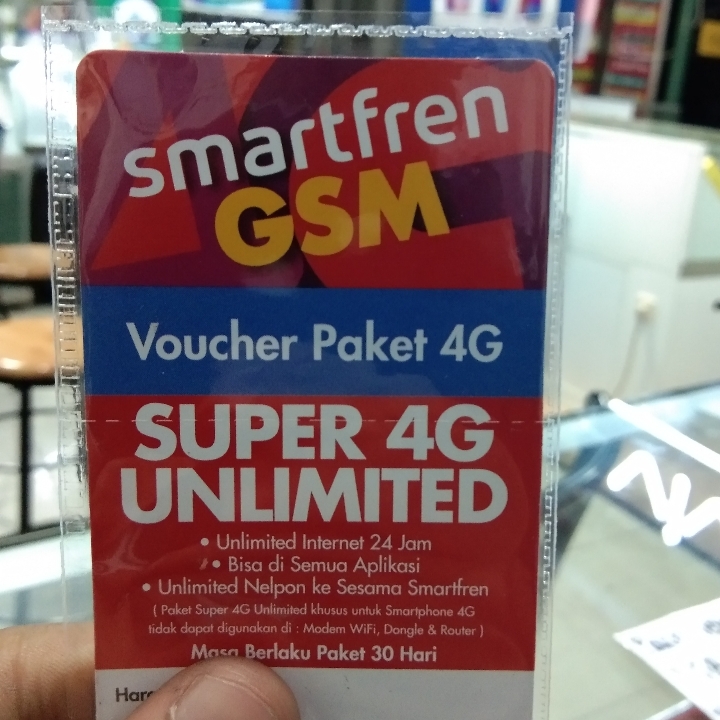 smartfren
GSM
Voucher Paket 4G
SUPER 4G
UNLIMITED
• Unlimited Internet 24 Jam
• Bisa di Semua Aplikasi
• Unlimited Nelpon ke Sesama Smartfren
( Paket Super 4G Unlimited khusus untuk Smartphone 4G
tidak dapat digunakan di : Modem WiFi, Dongle & Router )
Masa Berlaku Paket 30 Hari